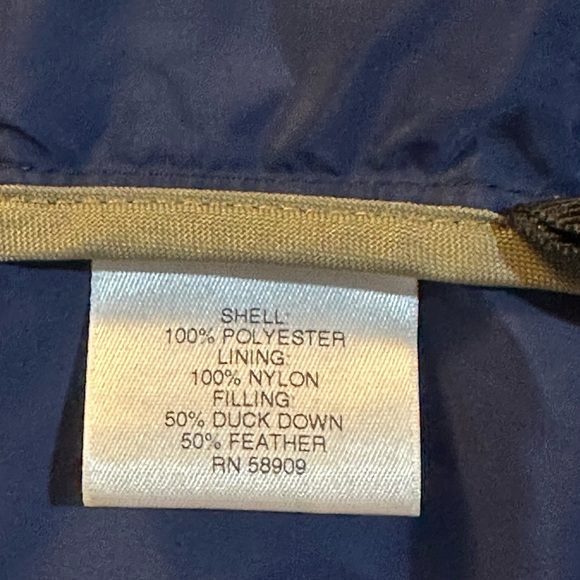 SHELL:
100% POLYESTER
LINING:
100% NYLON
FILLING:
50% DUCK DOWN
50% FEATHER
RN 58909